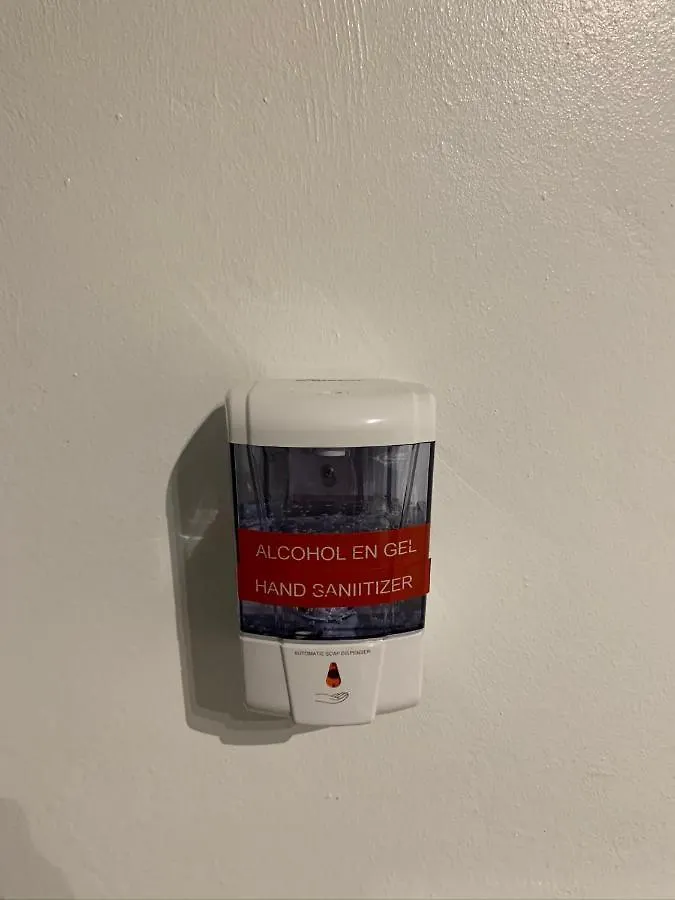 ALCOHOL EN GEL
HAND SANIITIZER
AUTOMATIC SOAP DISPENSER